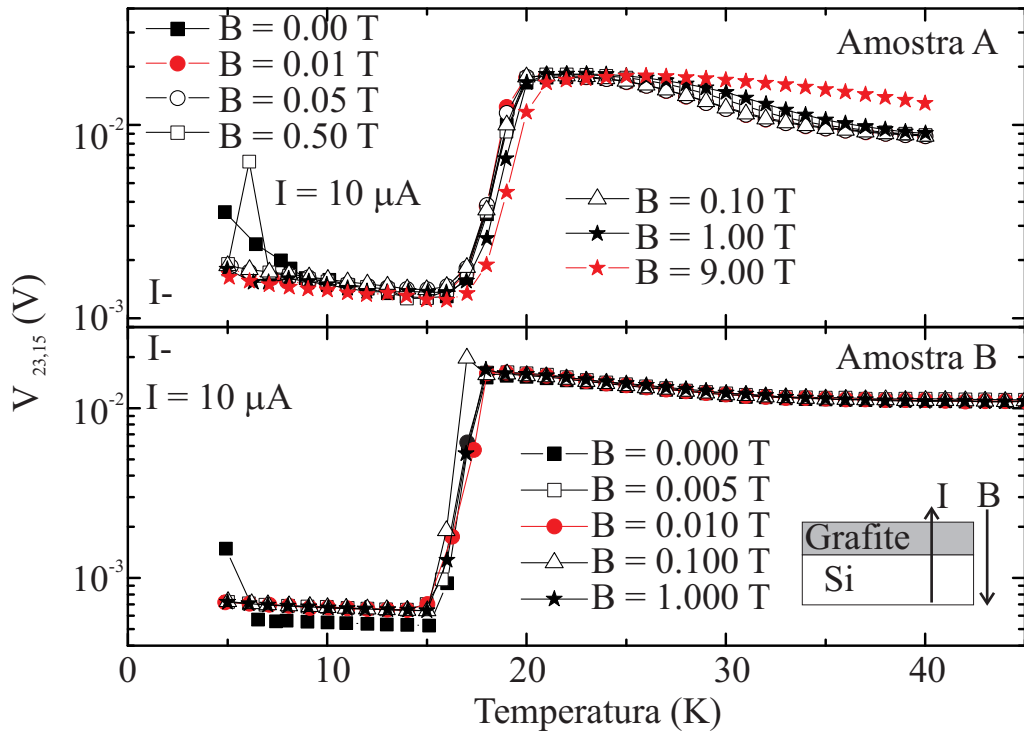 B = 0.00 T
B = 0.01 T
B = 0.05 T
B = 0.50 T
Amostra A
10⁻²
I = 10 μA
B = 0.10 T
B = 1.00 T
B = 9.00 T
I-
10⁻³
V 23,15 (V)
I-
Amostra B
I = 10 μA
10⁻²
B = 0.000 T
B = 0.005 T
B = 0.010 T
B = 0.100 T
B = 1.000 T
I
B
Grafite
Si
10⁻³
0
10
20
30
40
Temperatura (K)